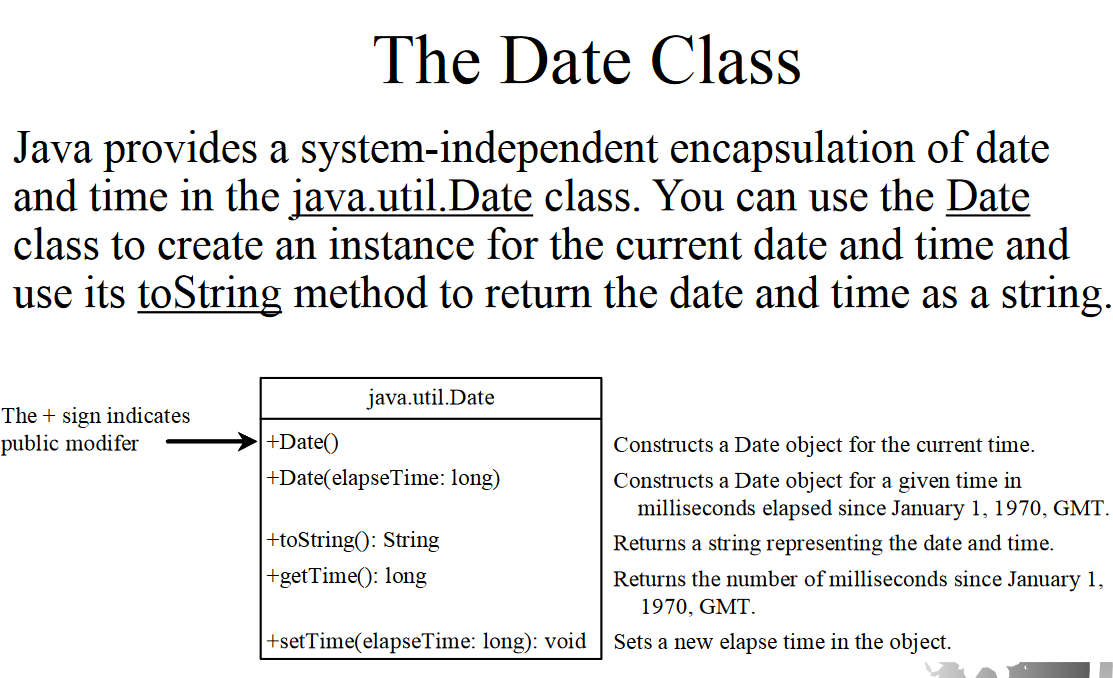 The Date Class
Java provides a system-independent encapsulation of date
and time in the java.util.Date class. You can use the Date
class to create an instance for the current date and time and
use its toString method to return the date and time as a string.
The + sign indicates
public modifer
java.util.Date
+Date()
Constructs a Date object for the current time.
+Date(elapseTime: long)
Constructs a Date object for a given time in
milliseconds elapsed since January 1, 1970, GMT.
+toString(): String
Returns a string representing the date and time.
+getTime(): long
Returns the number of milliseconds since January 1,
1970, GMT.
+setTime(elapseTime: long): void
Sets a new elapse time in the object.